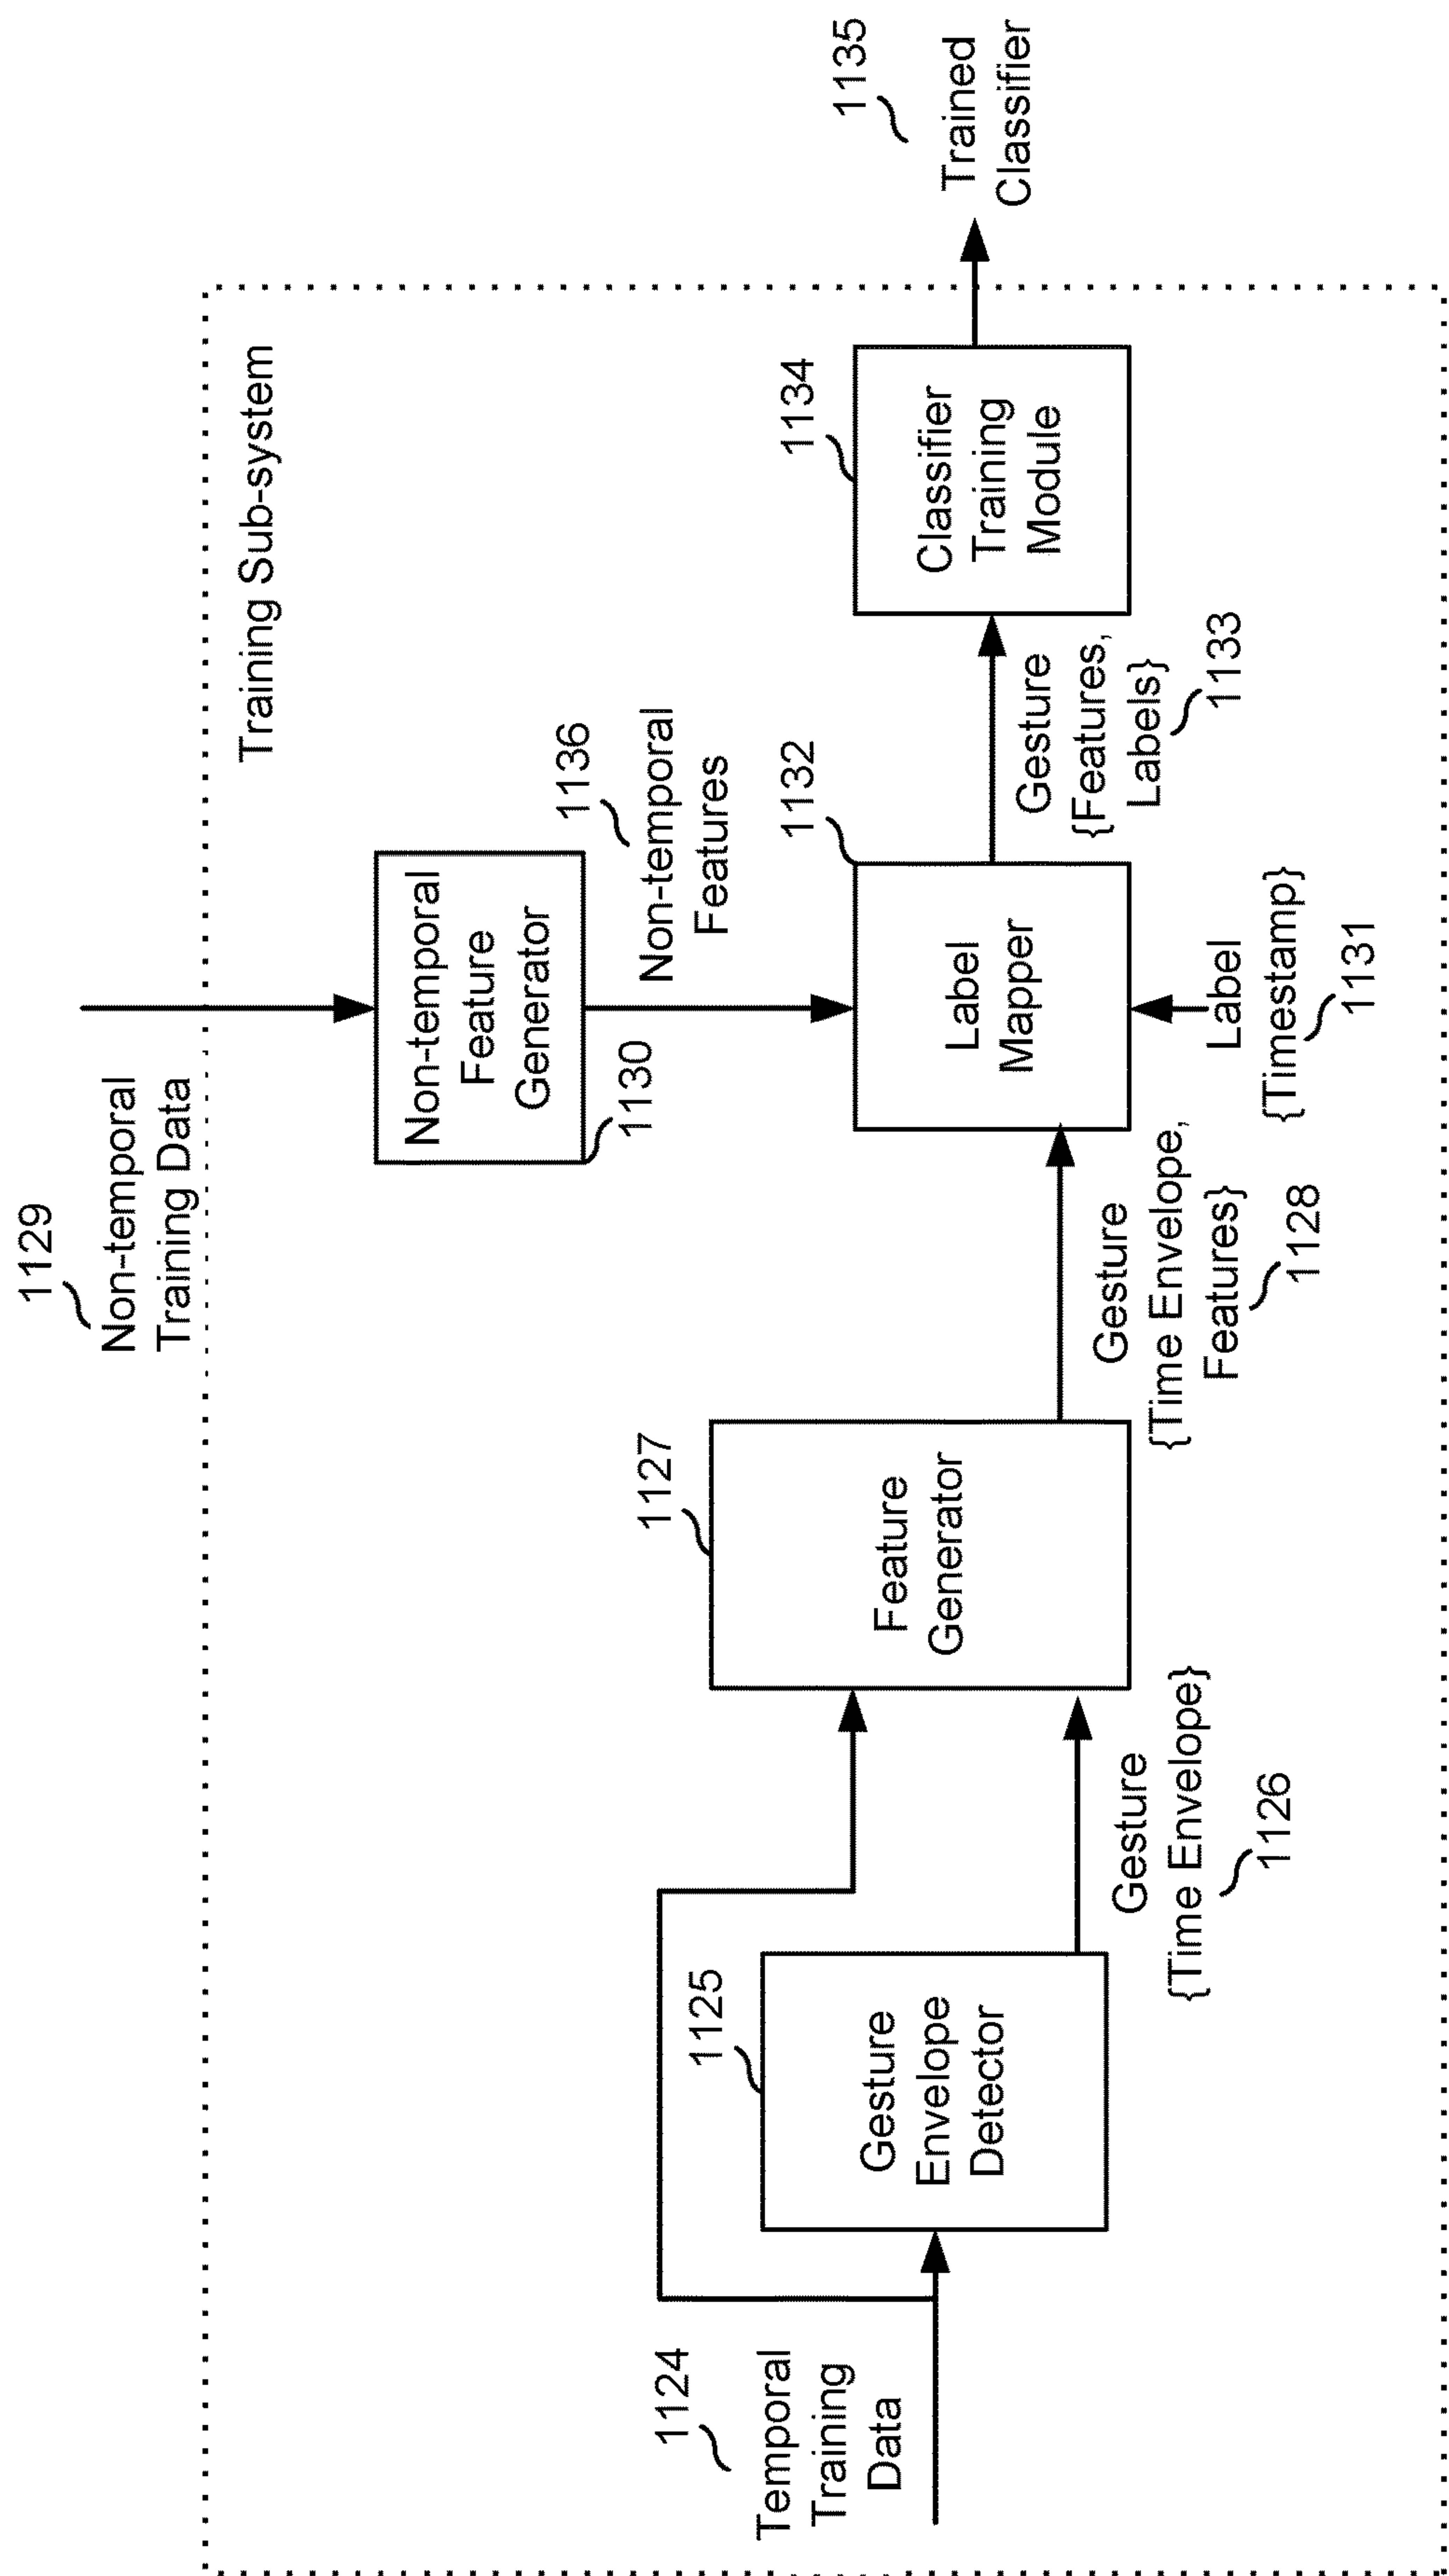 1129
Non-temporal
Training Data
Training Sub-system
Non-temporal
Feature
Generator
1130
1136
Non-temporal
Features
1124
Temporal
Training
Data
1125
Gesture
Envelope
Detector
Gesture
{Time Envelope}
1126
1127
Feature
Generator
Gesture
{Time Envelope,
Features}
1128
1132
Label
Mapper
Label
{Timestamp}
1131
Gesture
{Features,
Labels}
1133
1134
Classifier
Training
Module
1135
Trained
Classifier